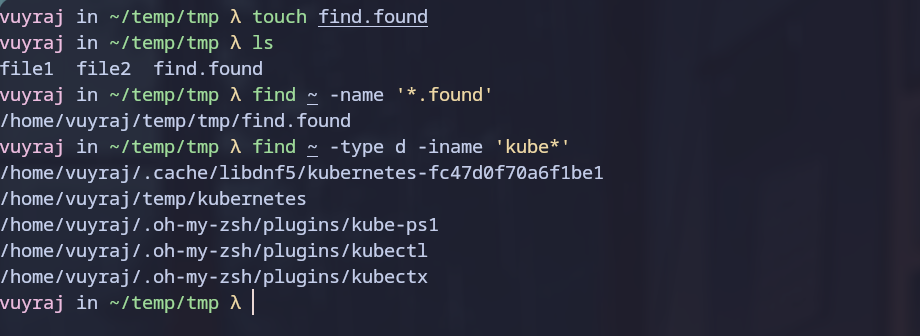 vuyraj in ~/temp/tmp λ touch find.found
vuyraj in ~/temp/tmp λ ls
file1  file2  find.found
vuyraj in ~/temp/tmp λ find ~ -name '*.found'
/home/vuyraj/temp/tmp/find.found
vuyraj in ~/temp/tmp λ find ~ -type d -iname 'kube*'
/home/vuyraj/.cache/libdnf5/kubernetes-fc47d0f70a6f1be1
/home/vuyraj/temp/kubernetes
/home/vuyraj/.oh-my-zsh/plugins/kube-ps1
/home/vuyraj/.oh-my-zsh/plugins/kubectl
/home/vuyraj/.oh-my-zsh/plugins/kubectx
vuyraj in ~/temp/tmp λ